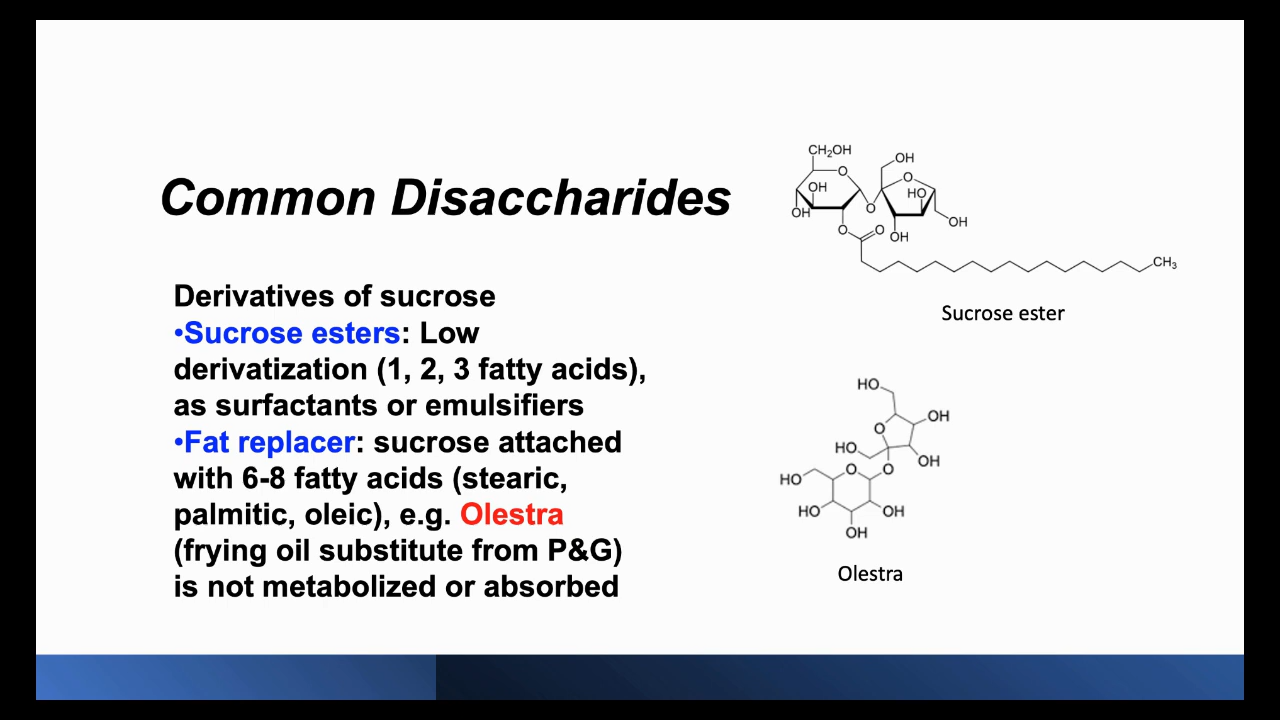 Common Disaccharides
Derivatives of sucrose
•Sucrose esters: Low
derivatization (1, 2, 3 fatty acids),
as surfactants or emulsifiers
•Fat replacer: sucrose attached
with 6-8 fatty acids (stearic,
palmitic, oleic), e.g. Olestra
(frying oil substitute from P&G)
is not metabolized or absorbed
CH₂OH
OH
O
O
OH
HO
OH
O
OH
O
O
OH
CH₃
Sucrose ester
HO
OH
O
HO
OH
O
O
HO
HO
OH
OH
Olestra